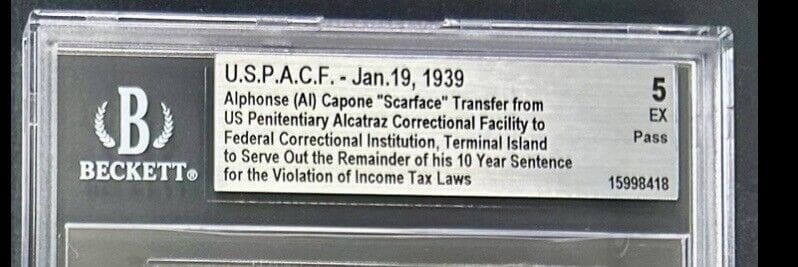 B
BECKETT®
U.S.P.A.C.F. - Jan.19, 1939
Alphonse (Al) Capone "Scarface" Transfer from
US Penitentiary Alcatraz Correctional Facility to
Federal Correctional Institution, Terminal Island
to Serve Out the Remainder of his 10 Year Sentence
for the Violation of Income Tax Laws
5
EX
Pass
15998418